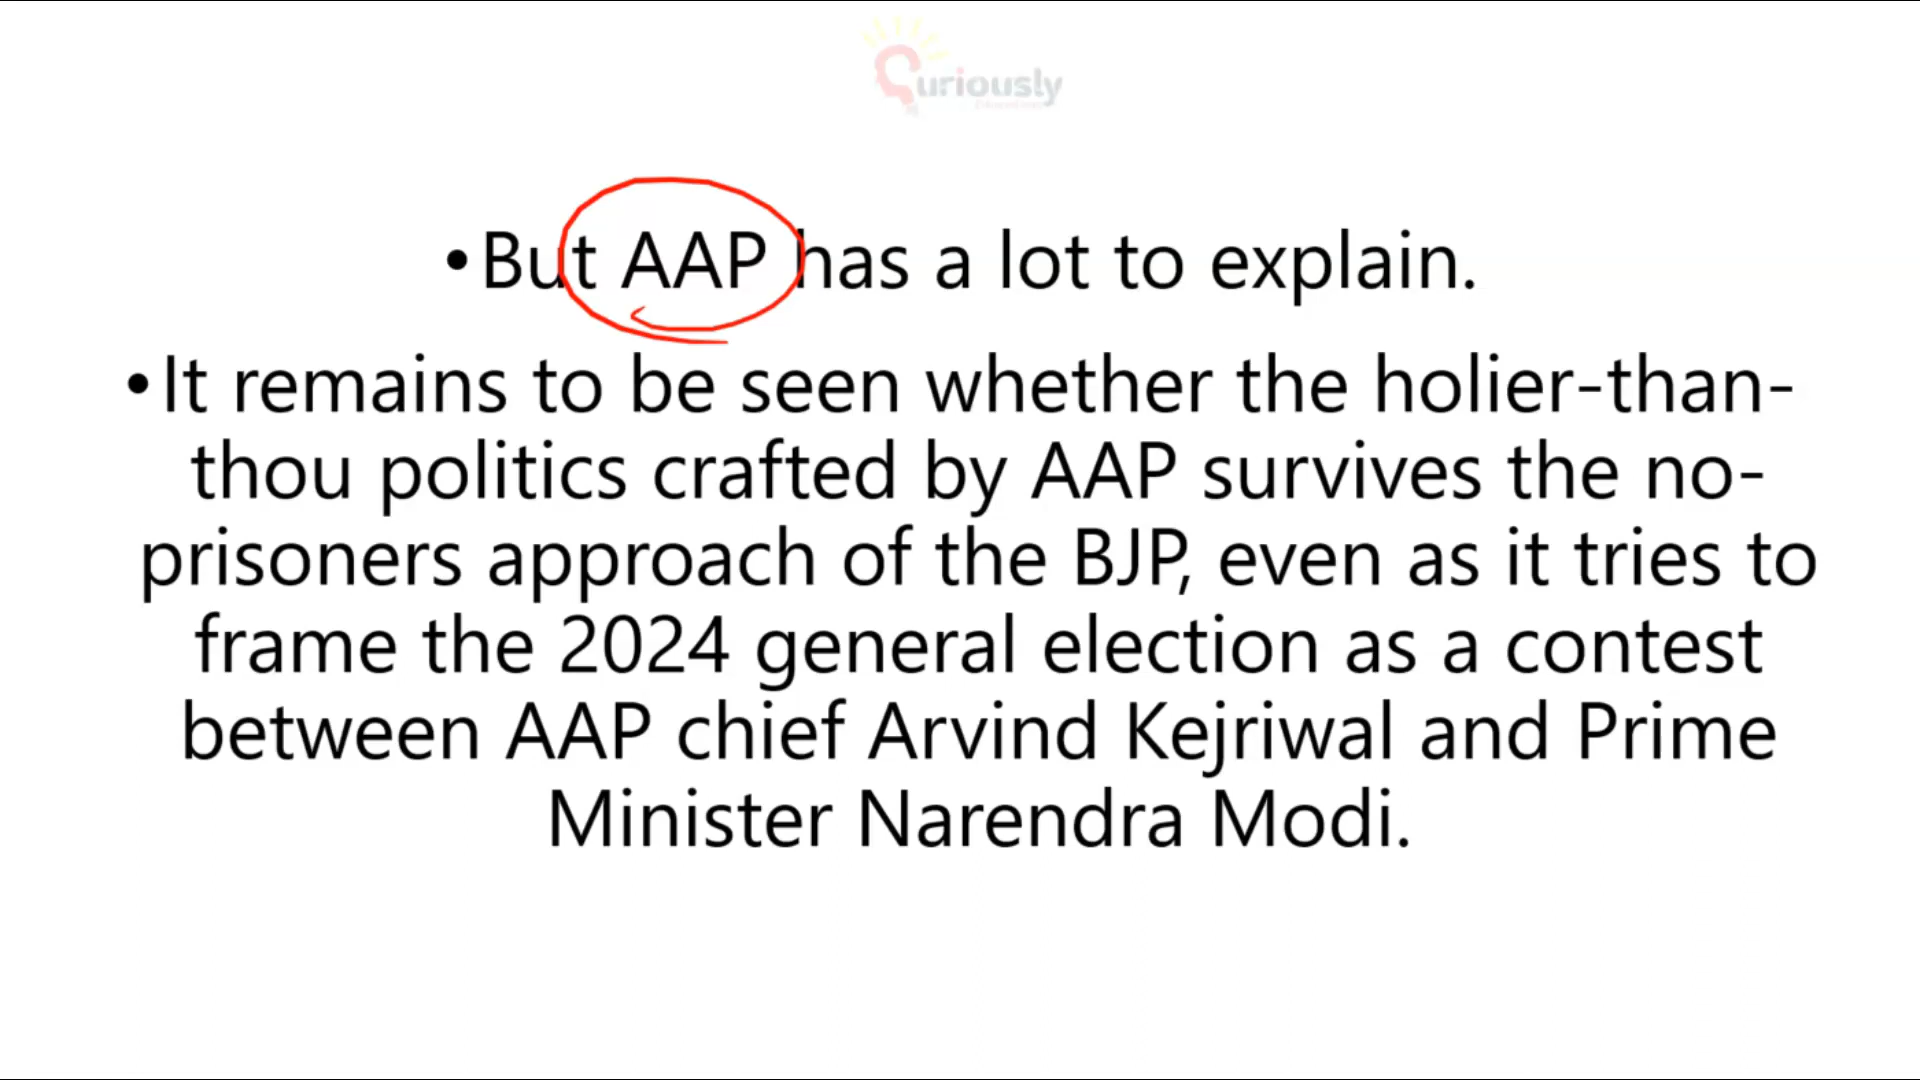 uriously
•But AAP has a lot to explain.
•It remains to be seen whether the holier-than-
thou politics crafted by AAP survives the no-
prisoners approach of the BJP, even as it tries to
frame the 2024 general election as a contest
between AAP chief Arvind Kejriwal and Prime
Minister Narendra Modi.